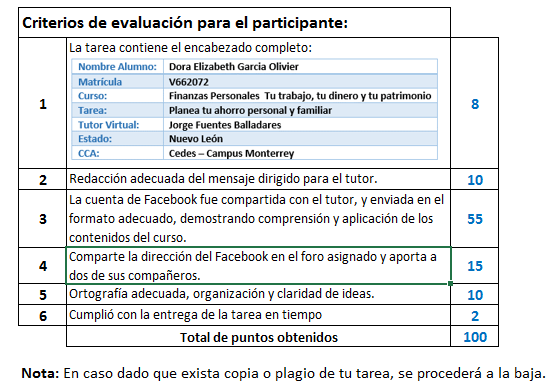 Criterios de evaluación para el participante:
1
La tarea contiene el encabezado completo:
Nombre Alumno: Dora Elizabeth Garcia Olivier
Matrícula V662072
Curso: Finanzas Personales Tu trabajo, tu dinero y tu patrimonio
Tarea: Planea tu ahorro personal y familiar
Tutor Virtual: Jorge Fuentes Balladares
Estado: Nuevo León
CCA: Cedes – Campus Monterrey
8
2 Redacción adecuada del mensaje dirigido para el tutor. 10
3
La cuenta de Facebook fue compartida con el tutor, y enviada en el
formato adecuado, demostrando comprensión y aplicación de los
contenidos del curso.
55
4
Comparte la dirección del Facebook en el foro asignado y aporta a
dos de sus compañeros.
15
5 Ortografía adecuada, organización y claridad de ideas. 10
6 Cumplió con la entrega de la tarea en tiempo 2
Total de puntos obtenidos 100
Nota: En caso dado que exista copia o plagio de tu tarea, se procederá a la baja.